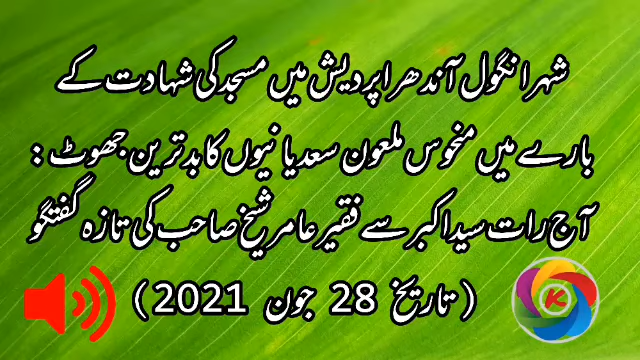 شہر انگول آندھرا پردیش میں مسجد کی شہادت کے
بارے میں منحوس ملعون سعدیانیوں کا بدترین جھوٹ :
آج رات سید اکبر سے فقیر عامر شیخ صاحب کی تازہ گفتگو
( تاریخ 28 جون 2021 )
K